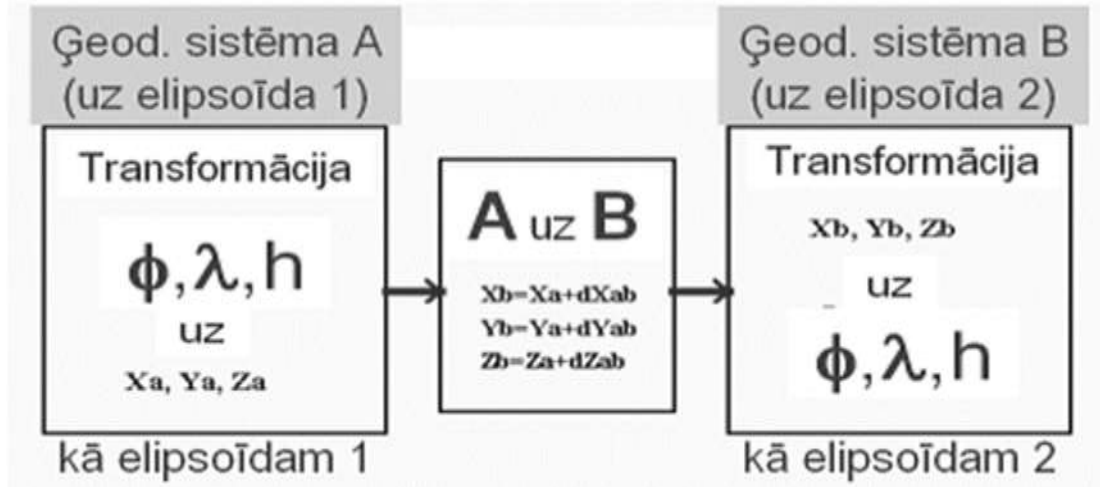 Ģeod. sistēma A
(uz elipsoīda 1)
Transformācija
ϕ,λ,h
uz
Xa, Ya, Za
kā elipsoīdam 1
A uz B
Xb=Xa+dXab
Yb=Ya+dYab
Zb=Za+dZab
Ģeod. sistēma B
(uz elipsoīda 2)
Transformācija
Xb, Yb, Zb
uz
ϕ,λ,h
kā elipsoīdam 2